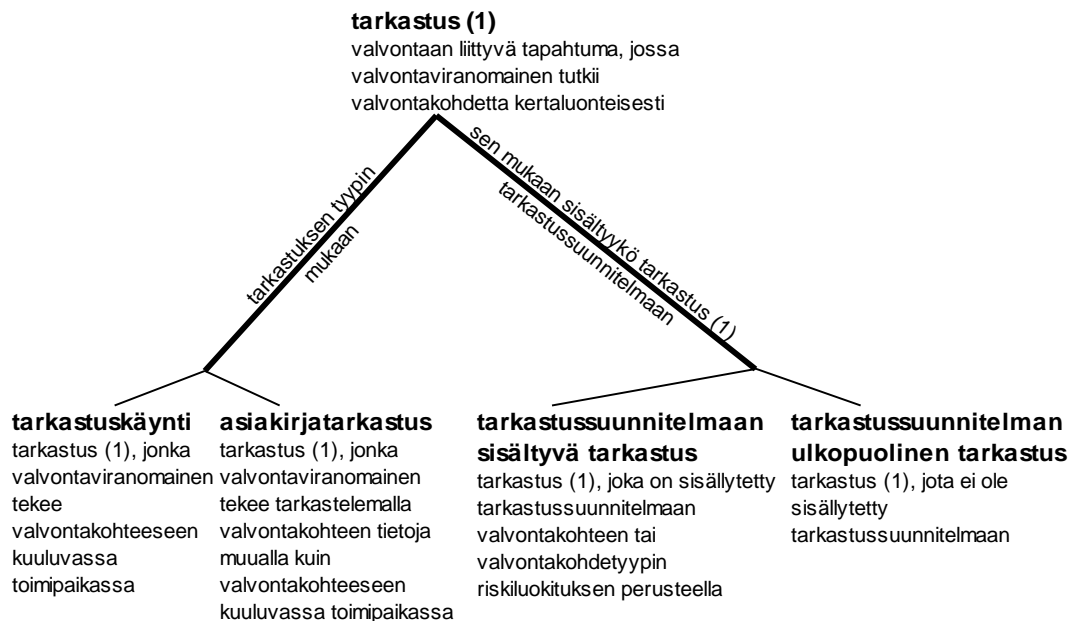 tarkastus (1)
valvontaan liittyvä tapahtuma, jossa
valvontaviranomainen tutkii
valvontakohdetta kertaluonteisesti
tarkastuksen tyypin
mukaan
sen mukaan sisältyykö tarkastus (1)
tarkastussuunnitelmaan
tarkastuskäynti
tarkastus (1), jonka
valvontaviranomainen
tekee
valvontakohteeseen
kuuluvassa
toimipaikassa
asiakirjatarkastus
tarkastus (1), jonka
valvontaviranomainen
tekee tarkastelemalla
valvontakohteen tietoja
muualla kuin
valvontakohteeseen
kuuluvassa toimipaikassa
tarkastussuunnitelmaan
sisältyvä tarkastus
tarkastus (1), joka on sisällytetty
tarkastussuunnitelmaan
valvontakohteen tai
valvontakohdetyypin
riskiluokituksen perusteella
tarkastussuunnitelman
ulkopuolinen tarkastus
tarkastus (1), jota ei ole
sisällytetty
tarkastussuunnitelmaan